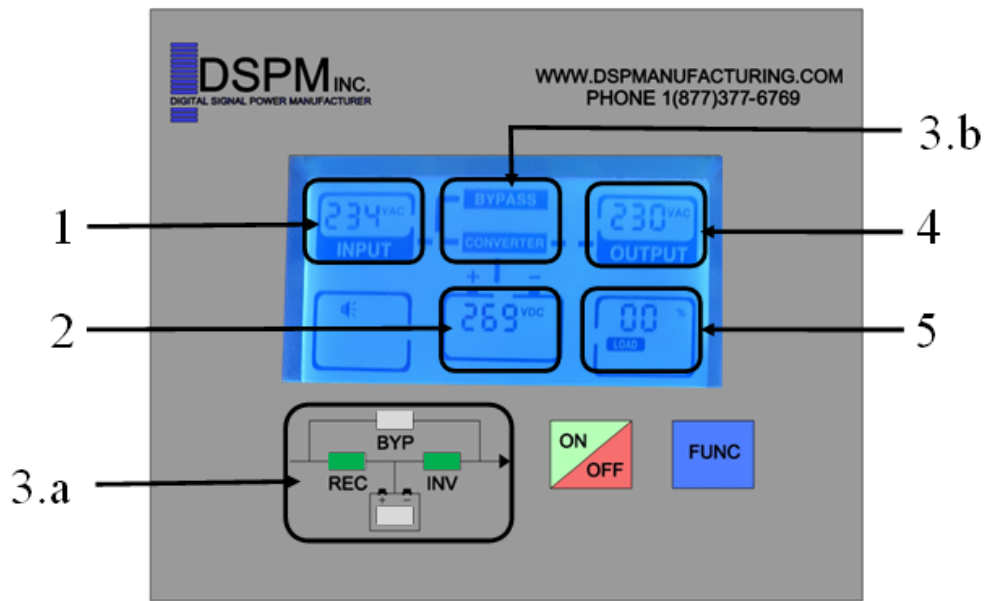 DSPM INC.
DIGITAL SIGNAL POWER MANUFACTURER
WWW.DSPMANUFACTURING.COM
PHONE 1(877)377-6769
3.b
1
234 VAC
INPUT
BYPASS
CONVERTER
230 VAC
OUTPUT
4
2
+ −
269 VDC
00 %
LOAD
5
3.a
BYP
REC
INV
+ −
ON
OFF
FUNC